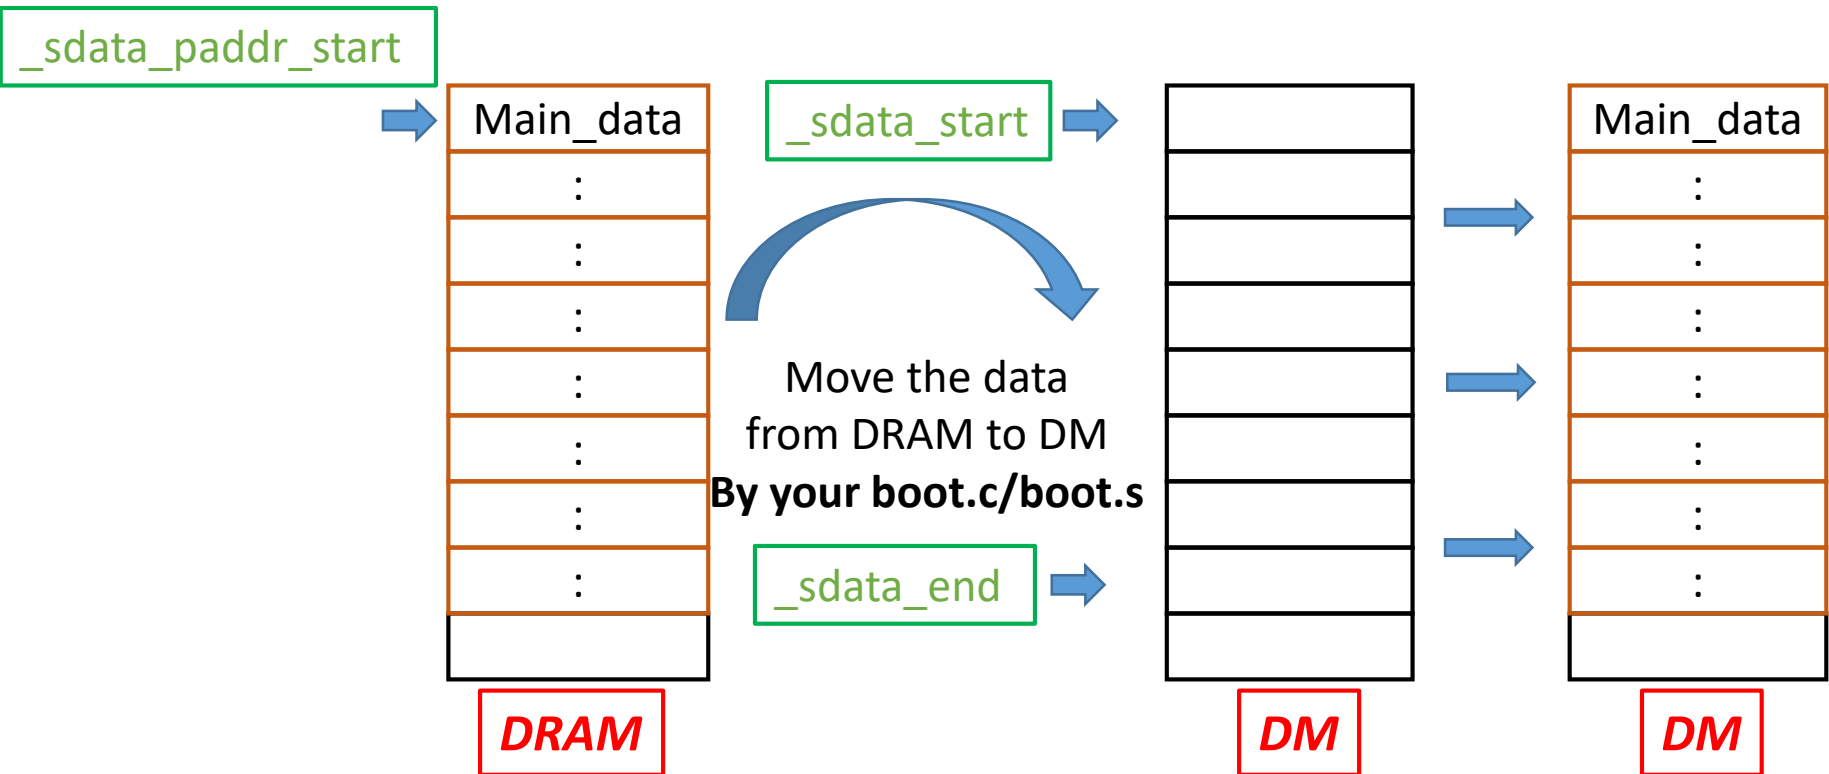 _sdata_paddr_start
Main_data
:
:
:
:
:
:
:
DRAM
_sdata_start
Move the data
from DRAM to DM
By your boot.c/boot.s
_sdata_end
DM
Main_data
:
:
:
:
:
:
:
DM